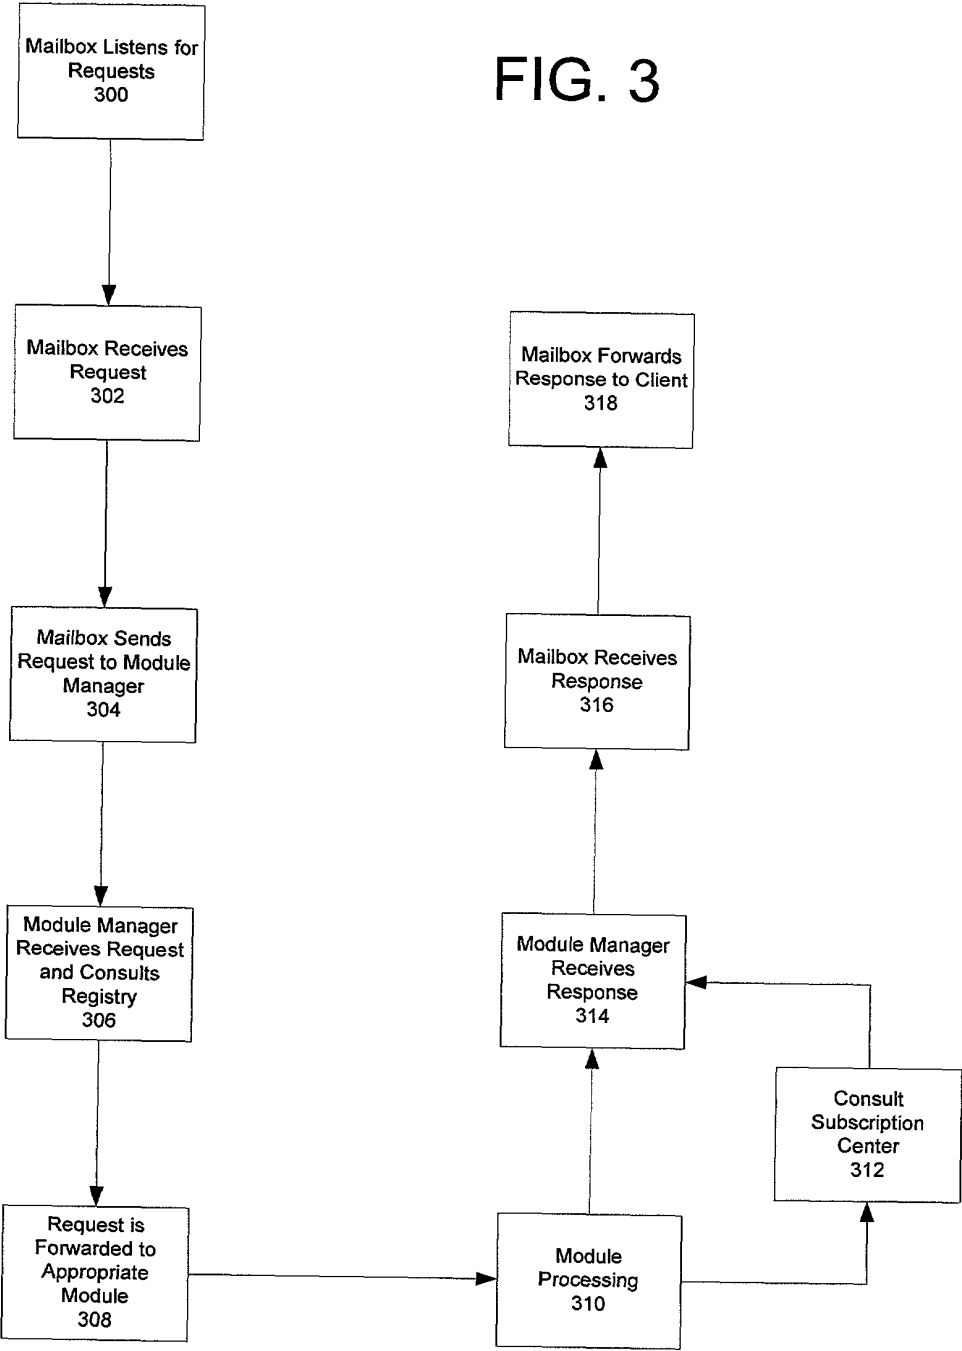 FIG. 3
Mailbox Listens for
Requests
300
Mailbox Receives
Request
302
Mailbox Sends
Request to Module
Manager
304
Module Manager
Receives Request
and Consults
Registry
306
Request is
Forwarded to
Appropriate
Module
308
Module
Processing
310
Consult
Subscription
Center
312
Module Manager
Receives
Response
314
Mailbox Receives
Response
316
Mailbox Forwards
Response to Client
318